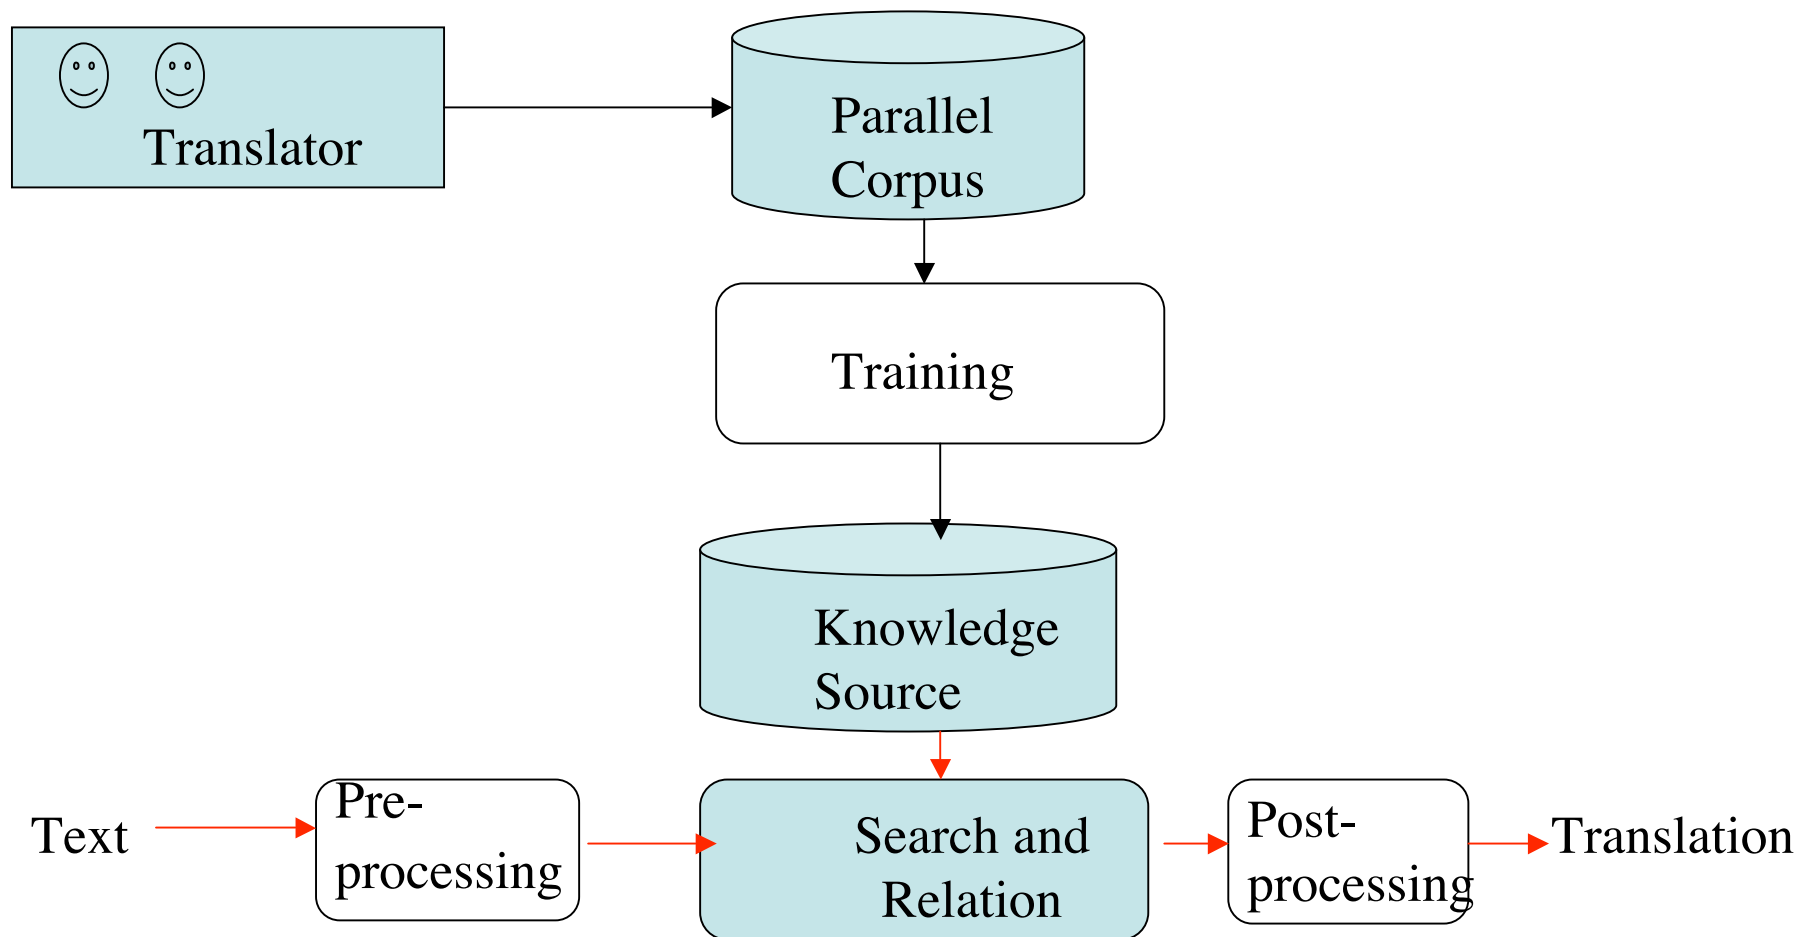 Translator
Parallel
Corpus
Training
Knowledge
Source
Text
Pre-
processing
Search and
Relation
Post-
processing
Translation